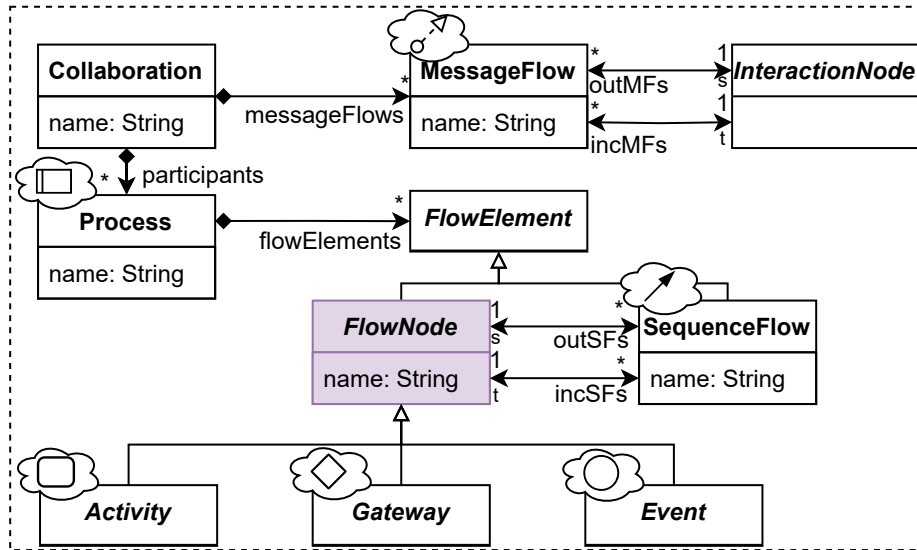 Collaboration
name: String
messageFlows
*
MessageFlow
name: String
*
outMFs
1
s
*
incMFs
1
t
InteractionNode
*
participants
Process
name: String
*
flowElements
FlowElement
FlowNode
name: String
1
s
*
outSFs
1
t
*
incSFs
SequenceFlow
name: String
Activity
Gateway
Event